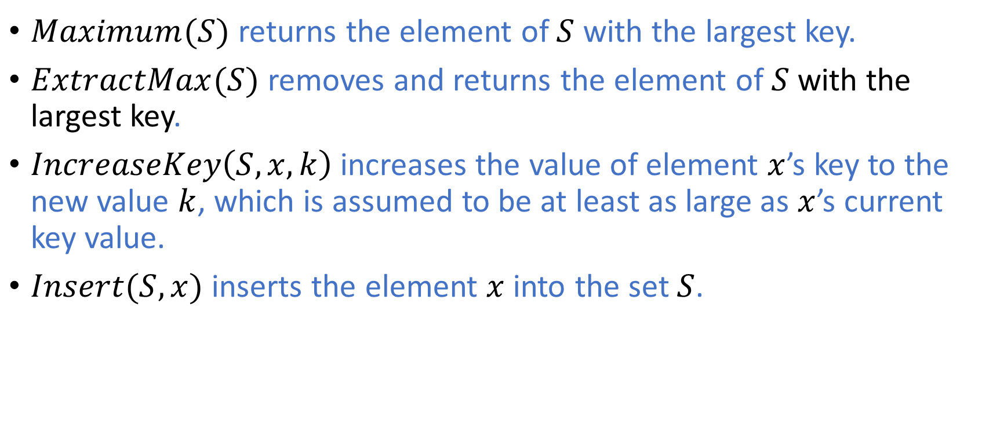 • Maximum(S) returns the element of S with the largest key.
• ExtractMax(S) removes and returns the element of S with the
largest key.
• IncreaseKey(S, x, k) increases the value of element x’s key to the
new value k, which is assumed to be at least as large as x’s current
key value.
• Insert(S, x) inserts the element x into the set S.